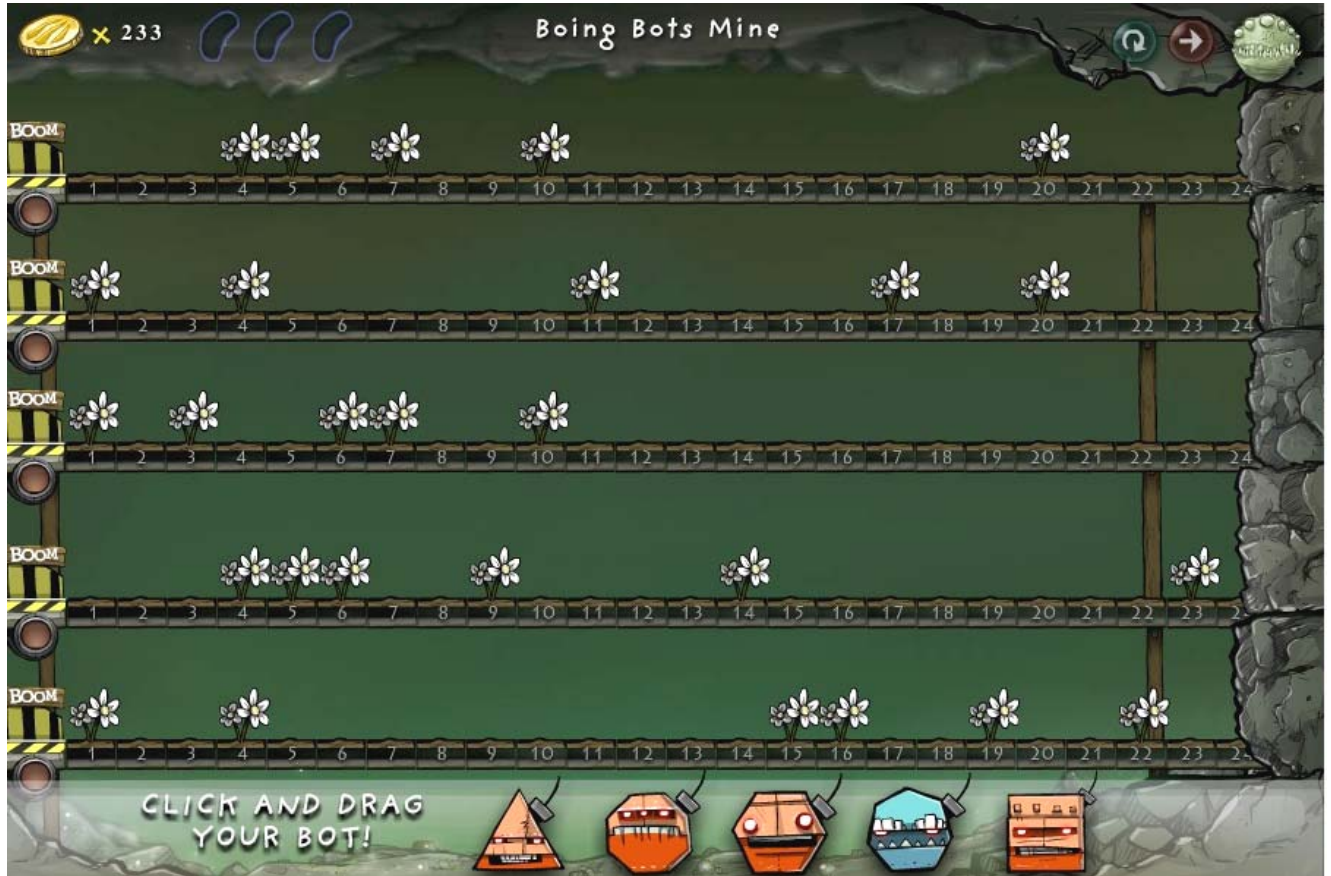 × 233
Boing Bots Mine
BOOM
1 2 3 4 5 6 7 8 9 10 11 12 13 14 15 16 17 18 19 20 21 22 23 24
BOOM
1 2 3 4 5 6 7 8 9 10 11 12 13 14 15 16 17 18 19 20 21 22 23 24
BOOM
1 2 3 4 5 6 7 8 9 10 11 12 13 14 15 16 17 18 19 20 21 22 23 24
BOOM
1 2 3 4 5 6 7 8 9 10 11 12 13 14 15 16 17 18 19 20 21 22 23 24
BOOM
1 2 3 4 5 6 7 8 9 10 11 12 13 14 15 16 17 18 19 20 21 22 23
CLICK AND DRAG
YOUR BOT!